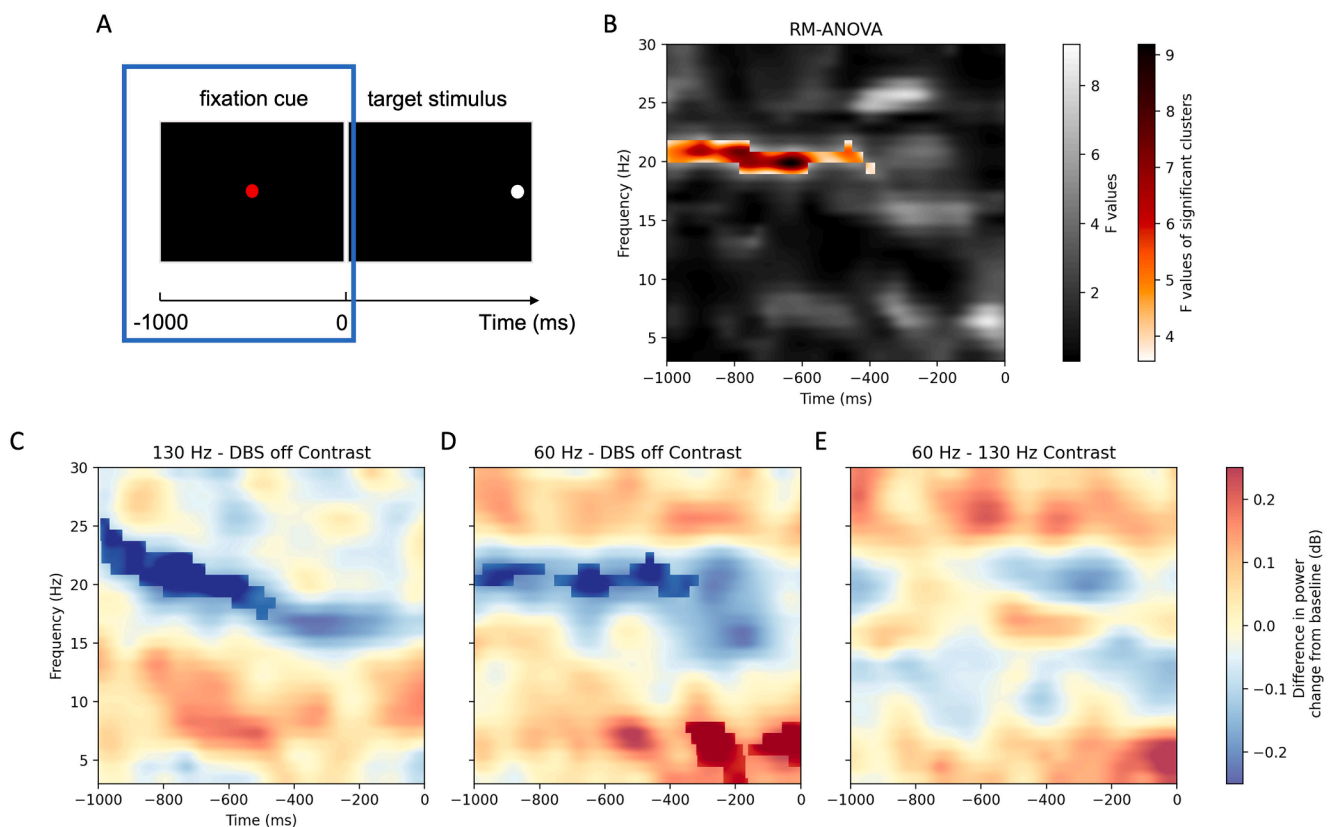 A
fixation cue
target stimulus
-1000
0
Time (ms)
B
RM-ANOVA
30
25
20
15
10
5
Frequency (Hz)
−1000
−800
−600
−400
−200
0
Time (ms)
8
6
4
2
F values
9
8
7
6
5
4
F values of significant clusters
C
130 Hz - DBS off Contrast
30
25
20
15
10
5
Frequency (Hz)
−1000
−800
−600
−400
−200
0
Time (ms)
D
60 Hz - DBS off Contrast
−1000
−800
−600
−400
−200
0
E
60 Hz - 130 Hz Contrast
−1000
−800
−600
−400
−200
0
0.2
0.1
0.0
−0.1
−0.2
Difference in power
change from baseline (dB)